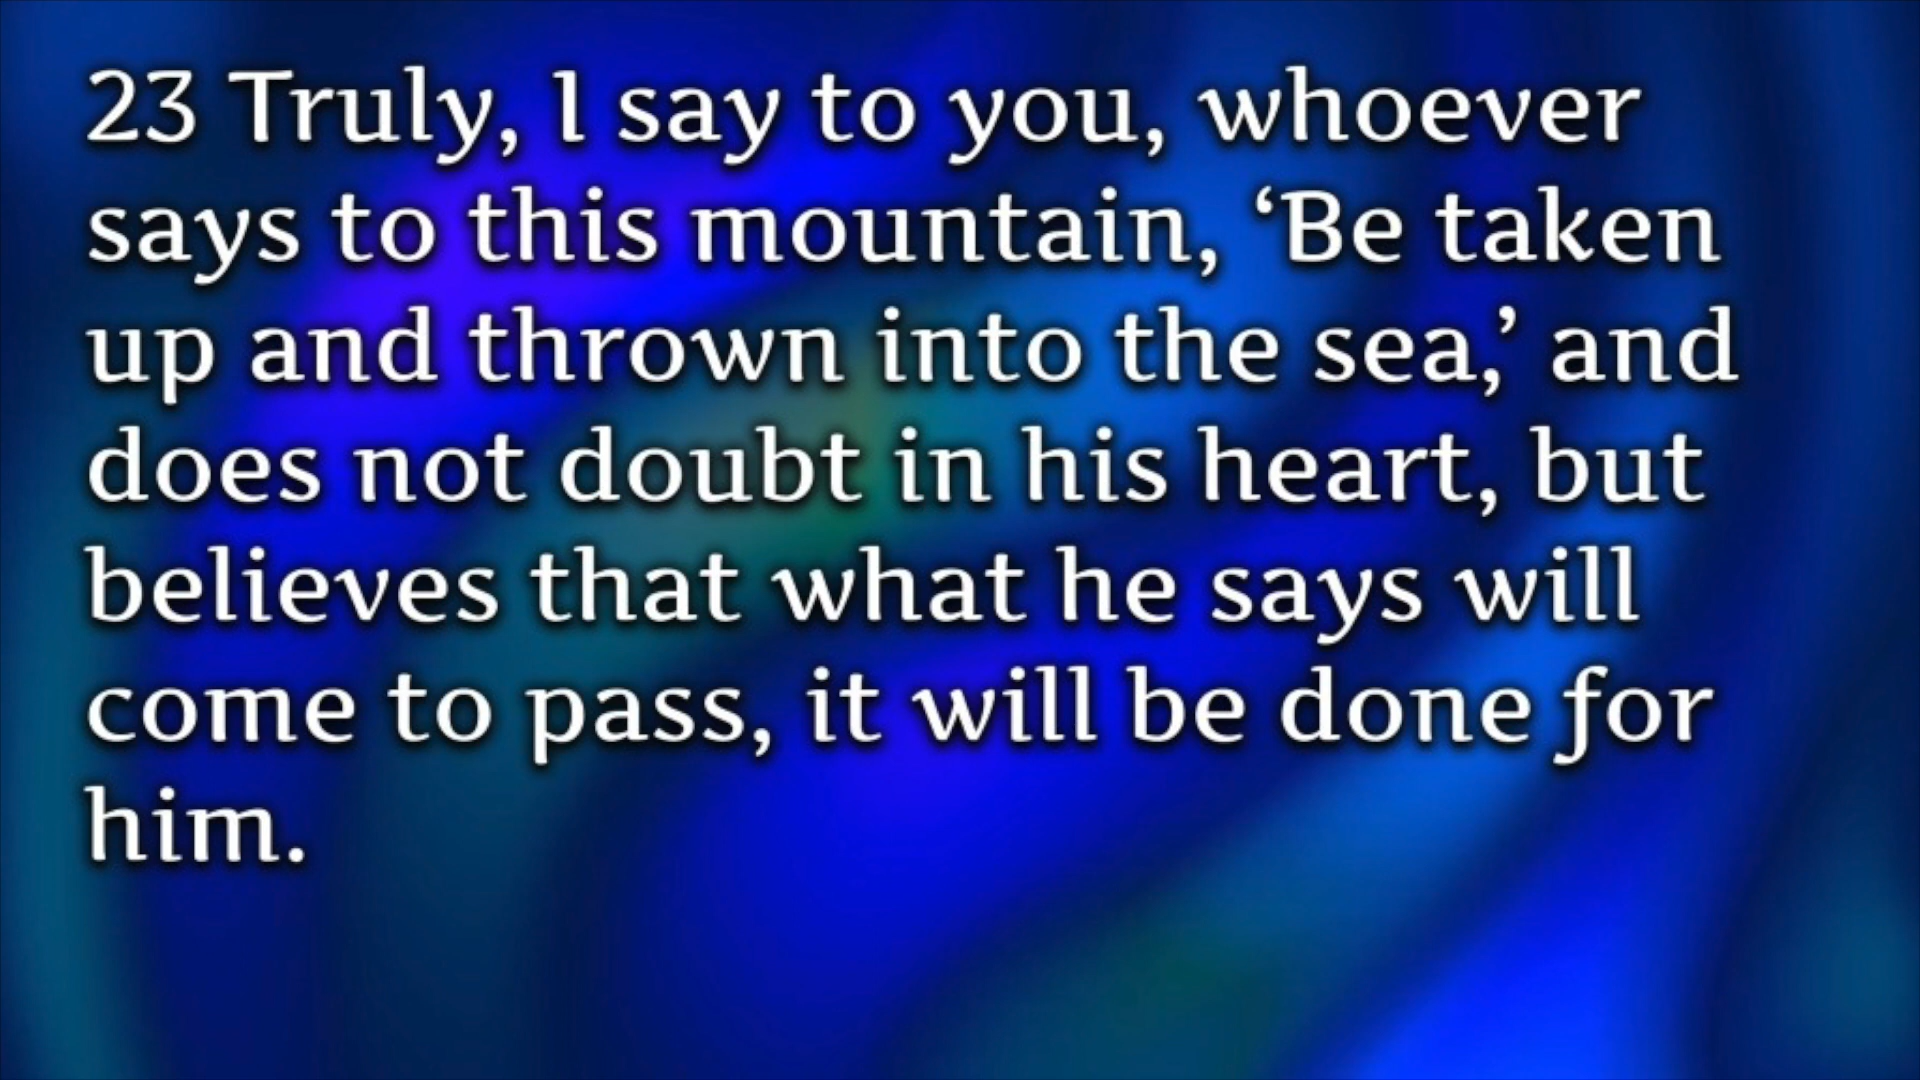 23 Truly, I say to you, whoever
says to this mountain, ‘Be taken
up and thrown into the sea,’ and
does not doubt in his heart, but
believes that what he says will
come to pass, it will be done for
him.